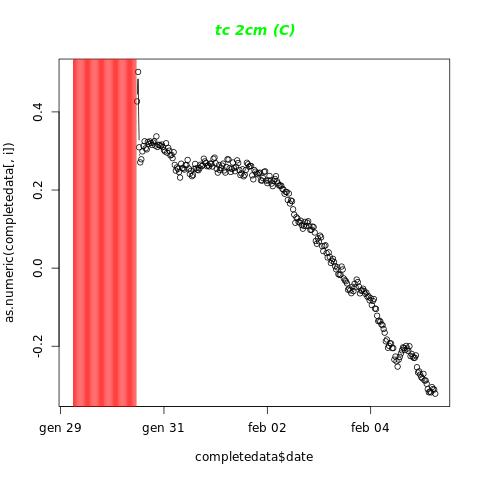 tc 2cm (C)
as.numeric(completedata[, i])
0.4
0.2
0.0
-0.2
gen 29 gen 31 feb 02 feb 04
completedata$date